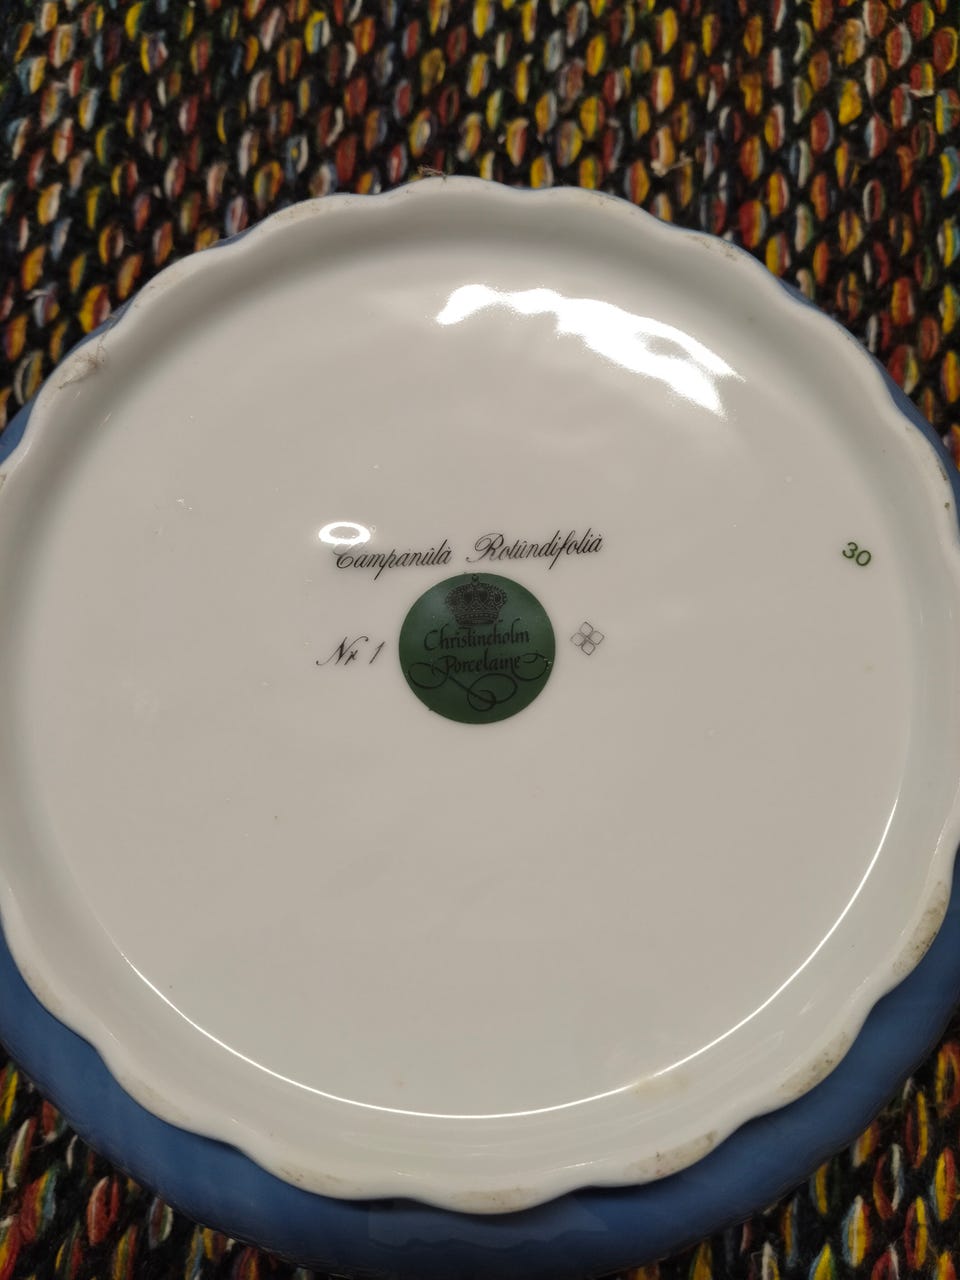 Campanula Rotundifolia
Nr 1
Christineholm
Porcelaine
30